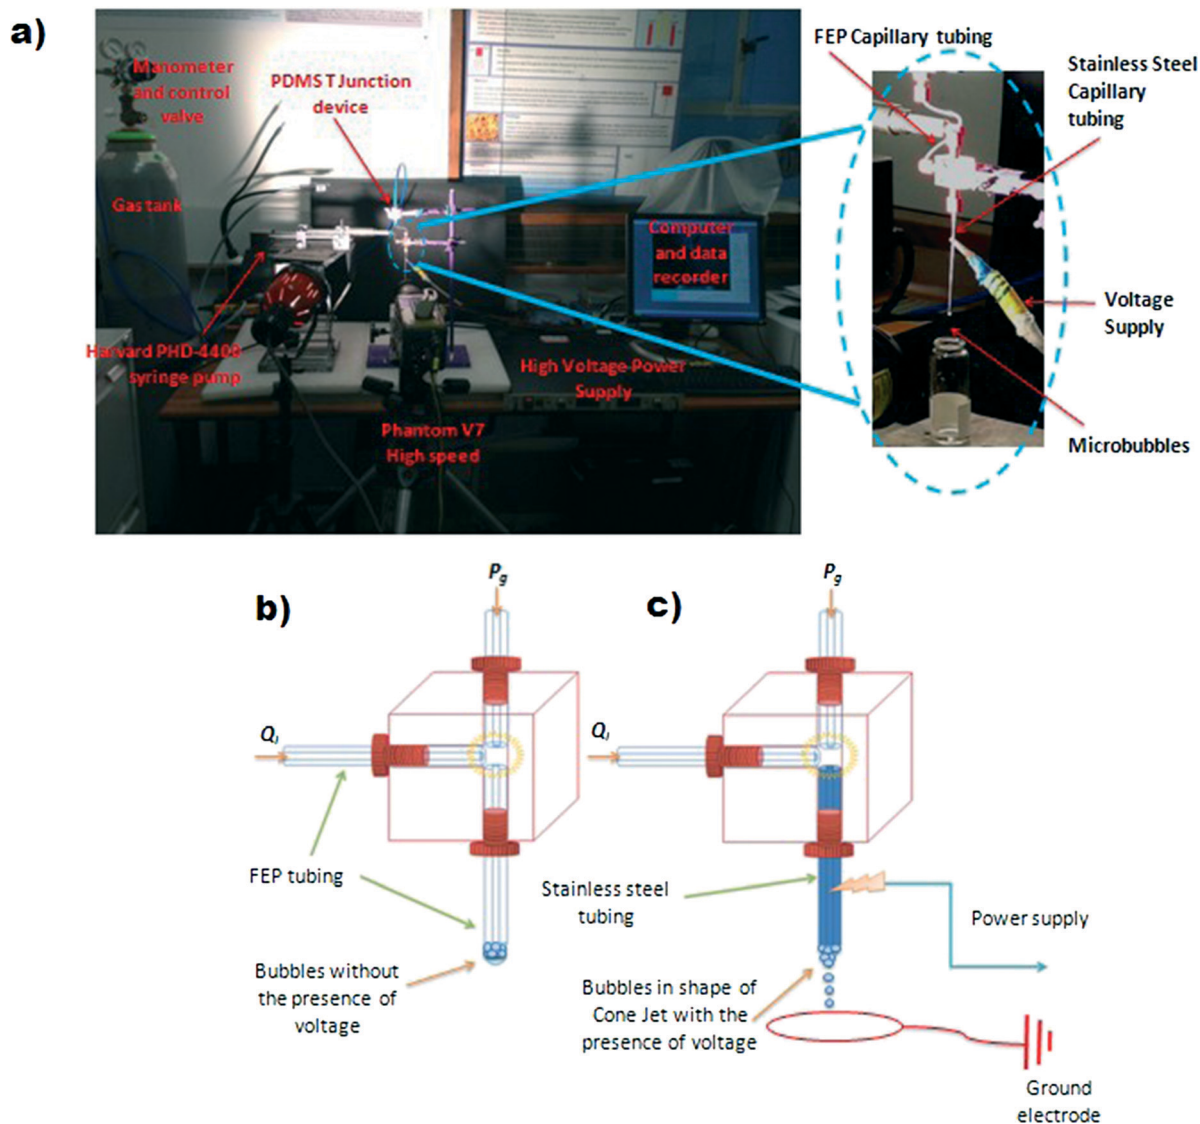 a)
Manometer
and control
valve
PDMS T Junction
device
Gas tank
Computer
and data
recorder
Harvard PHD-4400
syringe pump
High Voltage Power
Supply
Phantom V7
High speed
FEP Capillary tubing
Stainless Steel
Capillary
tubing
Voltage
Supply
Microbubbles
b)
Pg
Ql
FEP tubing
Bubbles without
the presence of
voltage
c)
Pg
Ql
Stainless steel
tubing
Power supply
Bubbles in shape of
Cone Jet with the
presence of voltage
Ground
electrode